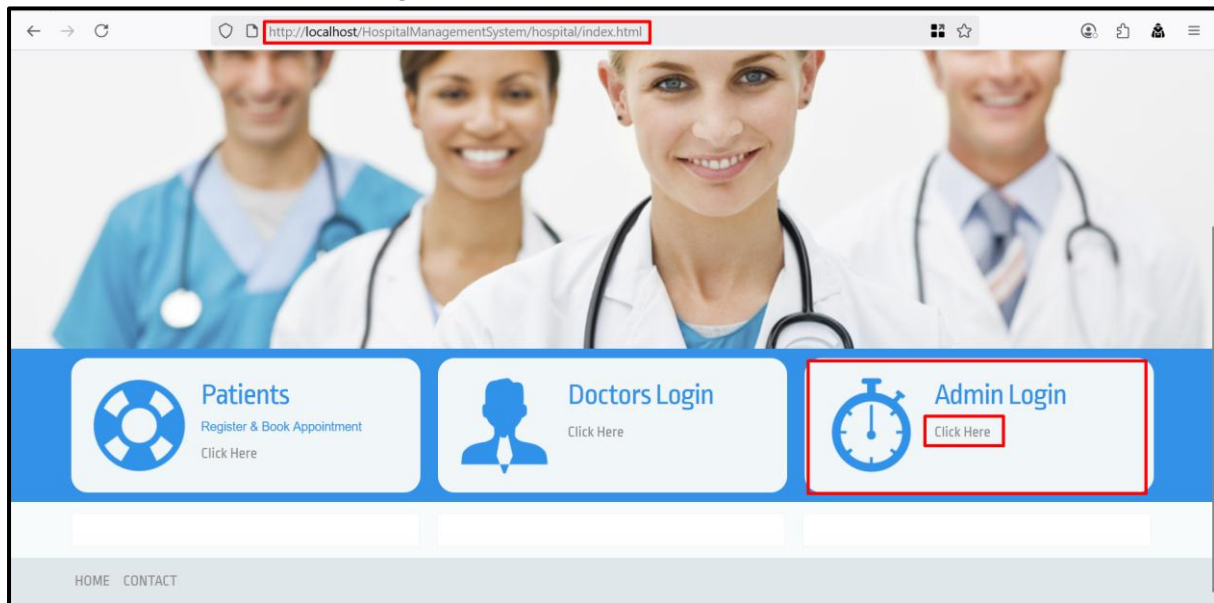 http://localhost/HospitalManagementSystem/hospital/index.html
Patients
Register & Book Appointment
Click Here
Doctors Login
Click Here
Admin Login
Click Here
HOME CONTACT